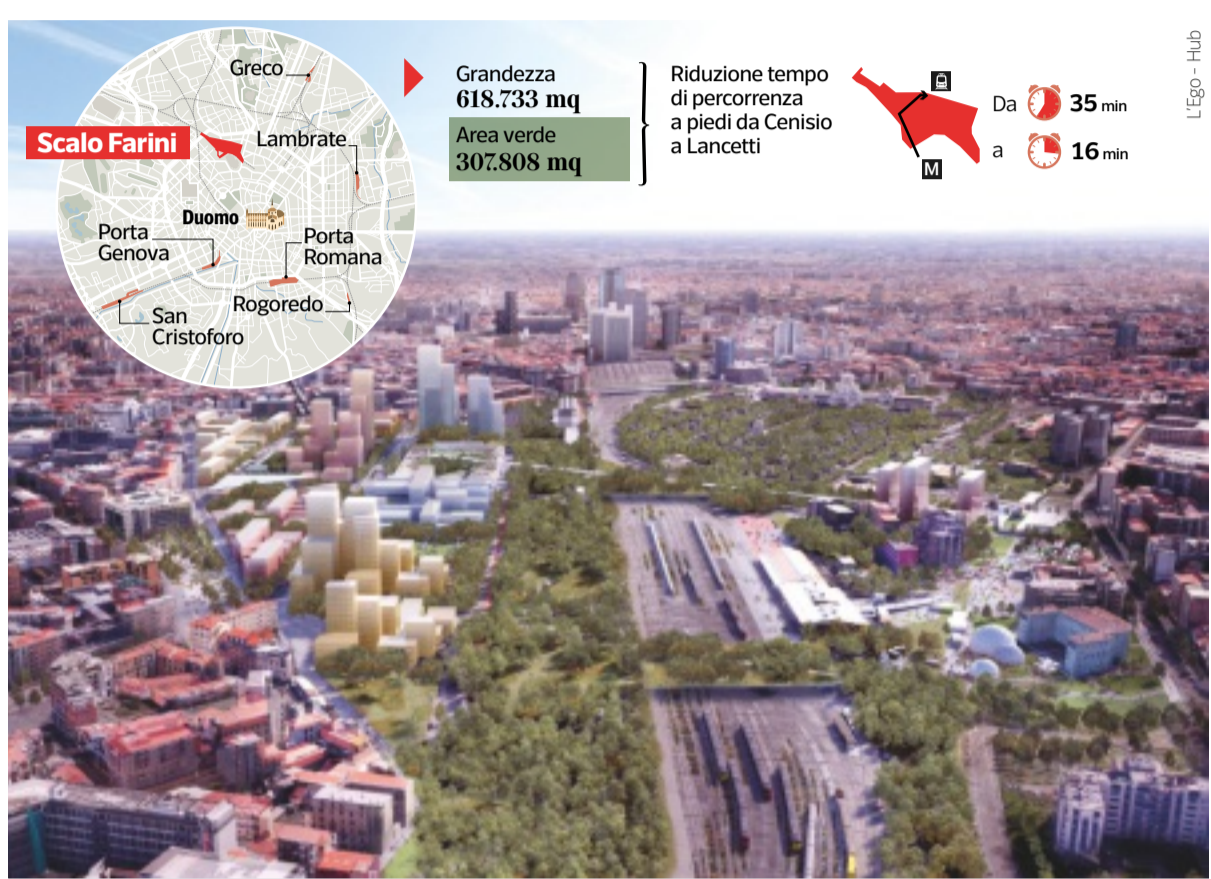 Greco
Scalo Farini
Lambrate
Duomo
Porta
Genova
Porta
Romana
Rogoredo
San
Cristoforo
Grandezza
618.733 mq
Area verde
307.808 mq
Riduzione tempo
di percorrenza
a piedi da Cenisio
a Lancetti
M
Da 35 min
a 16 min
L'Ego - Hub